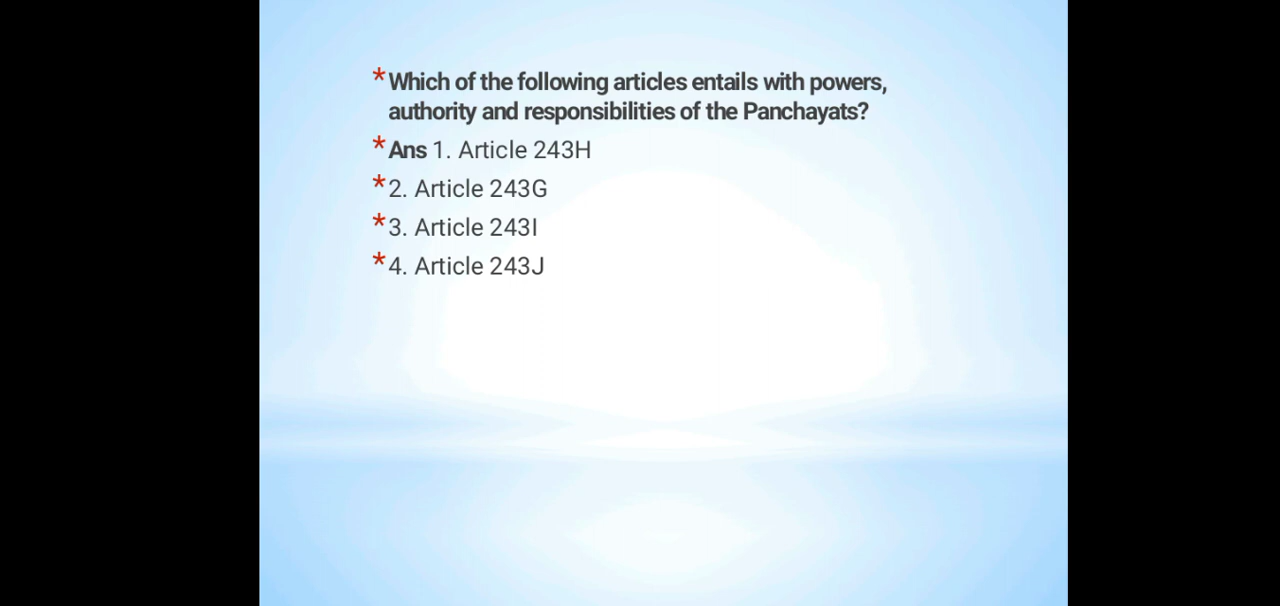 * Which of the following articles entails with powers,
authority and responsibilities of the Panchayats?
* Ans 1. Article 243H
* 2. Article 243G
* 3. Article 243I
* 4. Article 243J